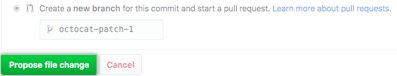 Create a new branch for this commit and start a pull request. Learn more about pull requests.
octocat-patch-1
Propose file change Cancel